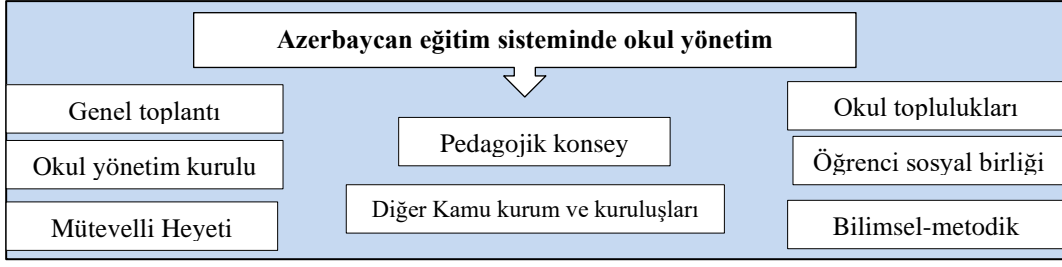 Azerbaycan eğitim sisteminde okul yönetim
Genel toplantı
Okul yönetim kurulu
Mütevelli Heyeti
Pedagojik konsey
Diğer Kamu kurum ve kuruluşları
Okul toplulukları
Öğrenci sosyal birliği
Bilimsel-metodik